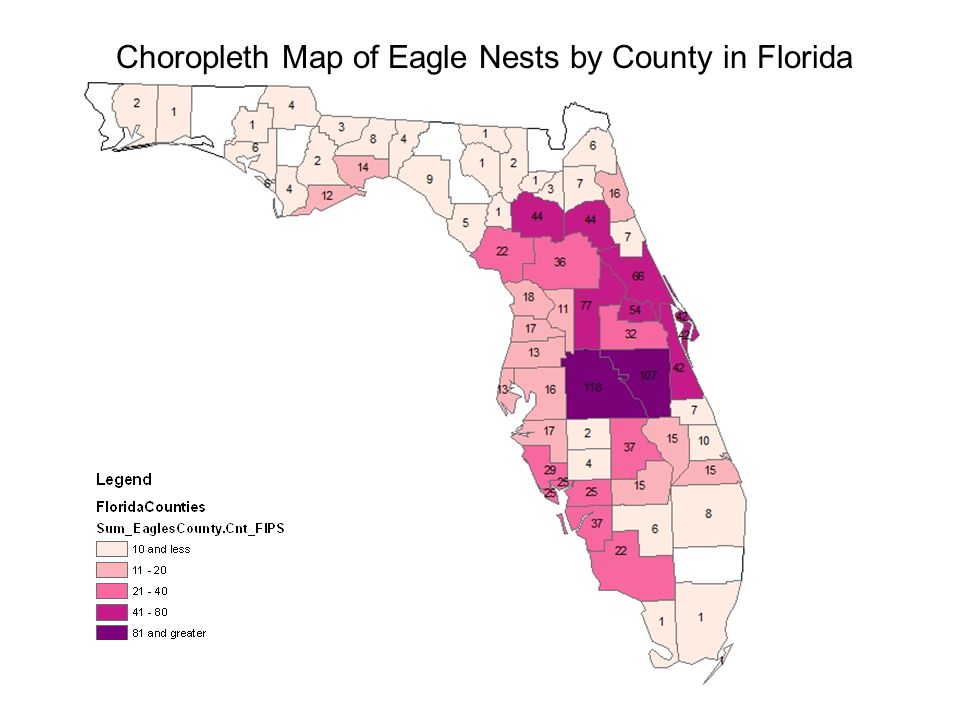 Choropleth Map of Eagle Nests by County in Florida
2 1 4
1 3 8 4 1 6
6 2 14 9 1 2 1 3 7 16
6 4 12
5 1 44 44 7
22 36 66
18 11 77 54 42
17 32 42
13 42
13 16 118 107
7
17 2 37 15 10
29 4 15
25 25 25 15
37 6 8
22
1 1
1
Legend
FloridaCounties
Sum_EaglesCounty.Cnt_FIPS
10 and less
11 - 20
21 - 40
41 - 80
81 and greater